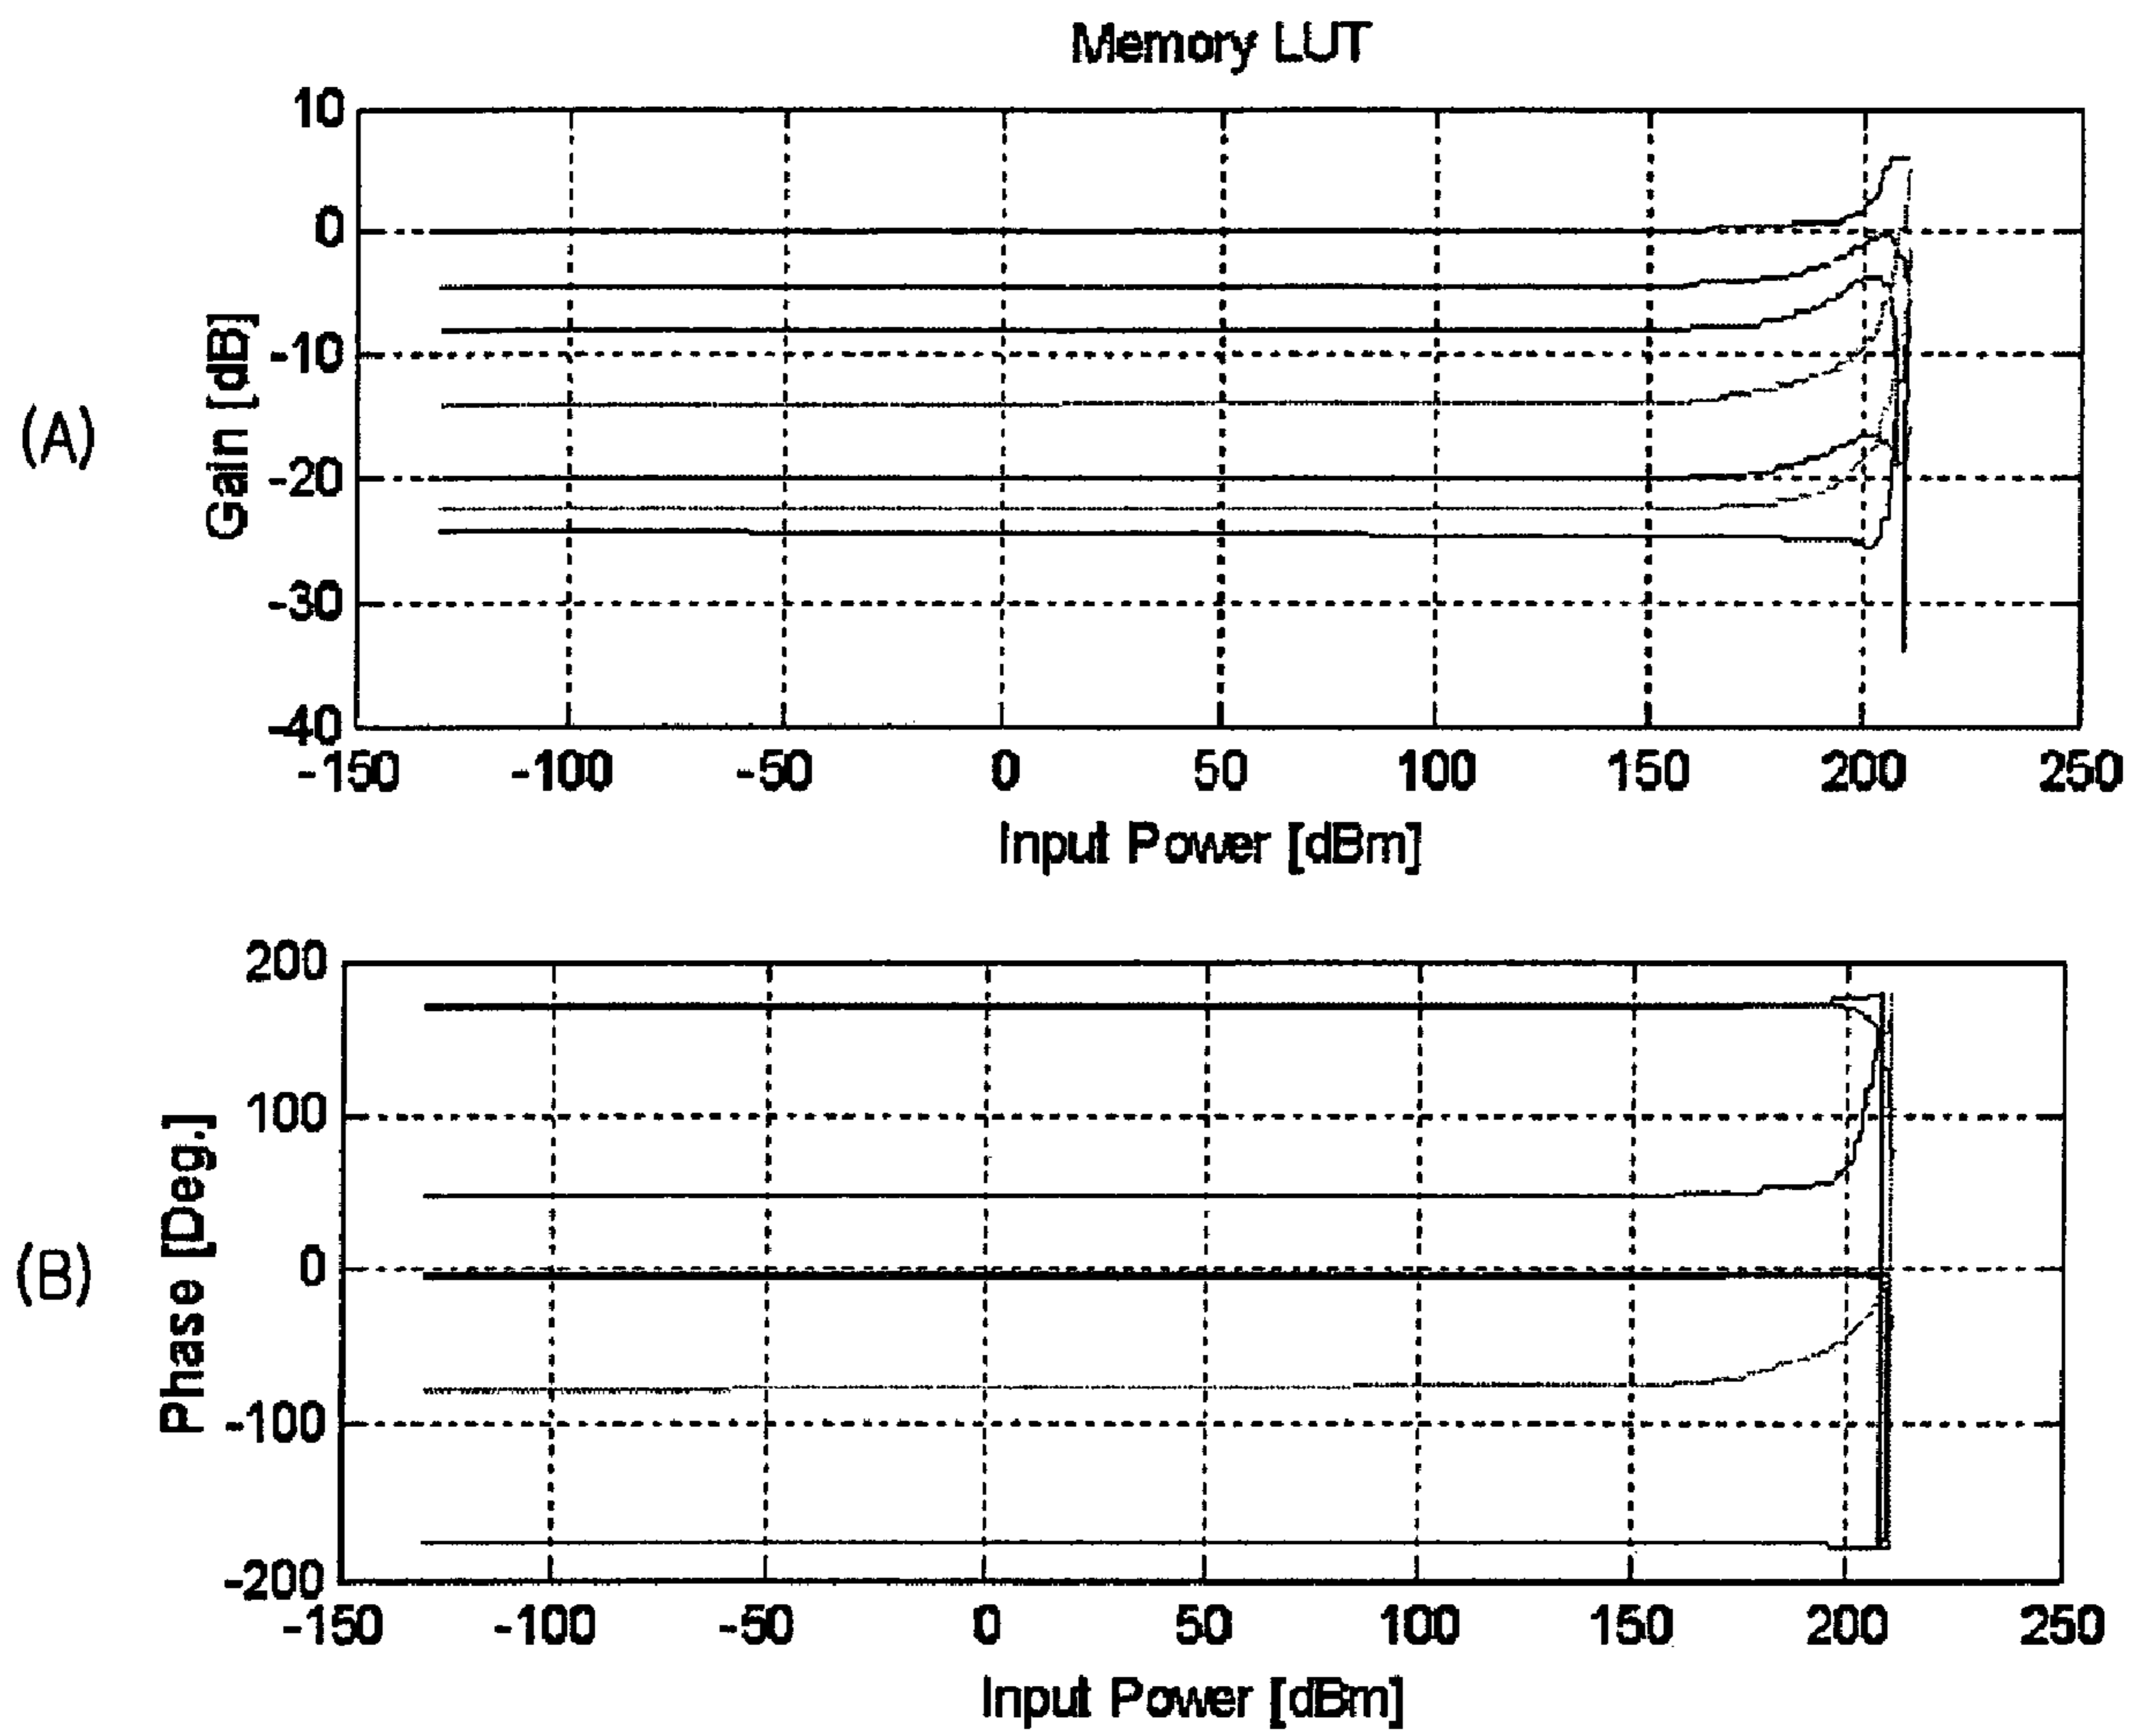 Memory LUT
10
0
-10
-20
-30
-40
Gain [dB]
(A)
-150 -100 -50 0 50 100 150 200 250
Input Power [dBm]
200
100
0
-100
-200
Phase [Deg.]
(B)
-150 -100 -50 0 50 100 150 200 250
Input Power [dBm]